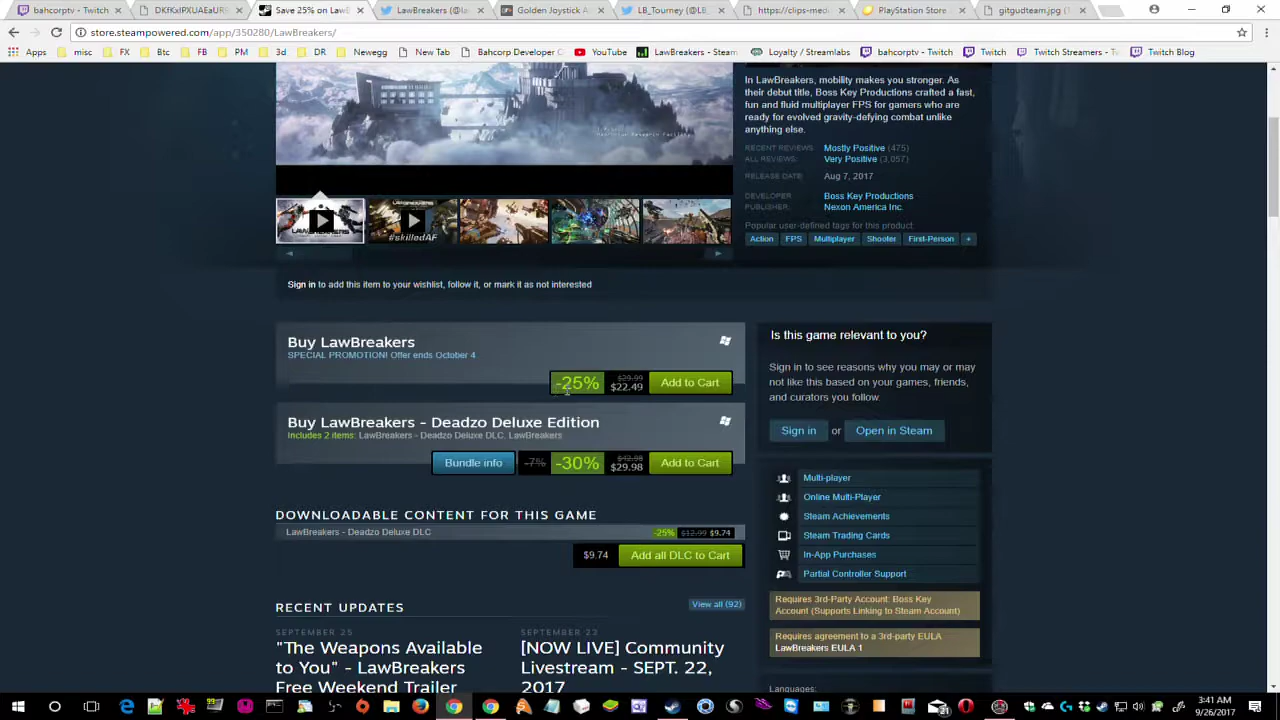 bahcorptv - Twitch
DKFKsIPXUAEaUR
Save 25% on LawB
LawBreakers (@L
Golden Joystick A
LB_Tourney (@LB_
https://clips-med
PlayStation Store
gitgudteam.jpg (1
store.steampowered.com/app/350280/LawBreakers/
Apps misc Btc FB PM 3d DR Newegg New Tab Bahcorp Developer C YouTube LawBreakers - Steam Loyalty / Streamlabs bahcorptv - Twitch Twitch Twitch Streamers - Tw Twitch Blog
In LawBreakers, mobility makes you stronger. As
their debut title, Boss Key Productions crafted a fast,
fun and fluid multiplayer FPS for gamers who are
ready for evolved gravity-defying combat unlike
anything else.
RECENT REVIEWS: Mostly Positive (475)
ALL REVIEWS: Very Positive (3,057)
RELEASE DATE: Aug 7, 2017
DEVELOPER: Boss Key Productions
PUBLISHER: Nexon America Inc.
Popular user-defined tags for this product:
Action FPS Multiplayer Shooter First-Person +
#skilledAF
Sign in to add this item to your wishlist, follow it, or mark it as not interested
Buy LawBreakers
SPECIAL PROMOTION! Offer ends October 4
-25% $29.99 $22.49 Add to Cart
Buy LawBreakers - Deadzo Deluxe Edition
Includes 2 items: LawBreakers - Deadzo Deluxe DLC, LawBreakers
Bundle info -7% -30% $42.98 $29.98 Add to Cart
DOWNLOADABLE CONTENT FOR THIS GAME
LawBreakers - Deadzo Deluxe DLC -25% $12.99 $9.74
$9.74 Add all DLC to Cart
RECENT UPDATES View all (92)
SEPTEMBER 25
"The Weapons Available
to You" - LawBreakers
Free Weekend Trailer
SEPTEMBER 22
[NOW LIVE] Community
Livestream - SEPT. 22,
2017
Is this game relevant to you?
Sign in to see reasons why you may or may
not like this based on your games, friends,
and curators you follow.
Sign in or Open in Steam
Multi-player
Online Multi-Player
Steam Achievements
Steam Trading Cards
In-App Purchases
Partial Controller Support
Requires 3rd-Party Account: Boss Key
Account (Supports Linking to Steam Account)
Requires agreement to a 3rd-party EULA
LawBreakers EULA 1
Languages:
3:41 AM
9/26/2017